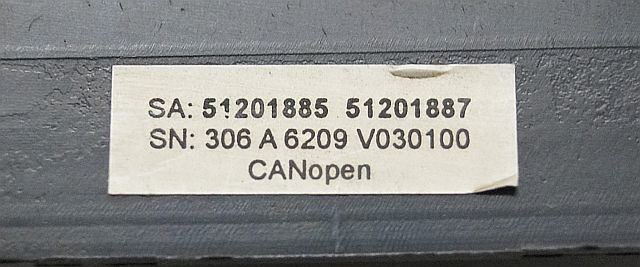 SA: 51201885 51201887
SN: 306 A 6209 V030100
CANopen